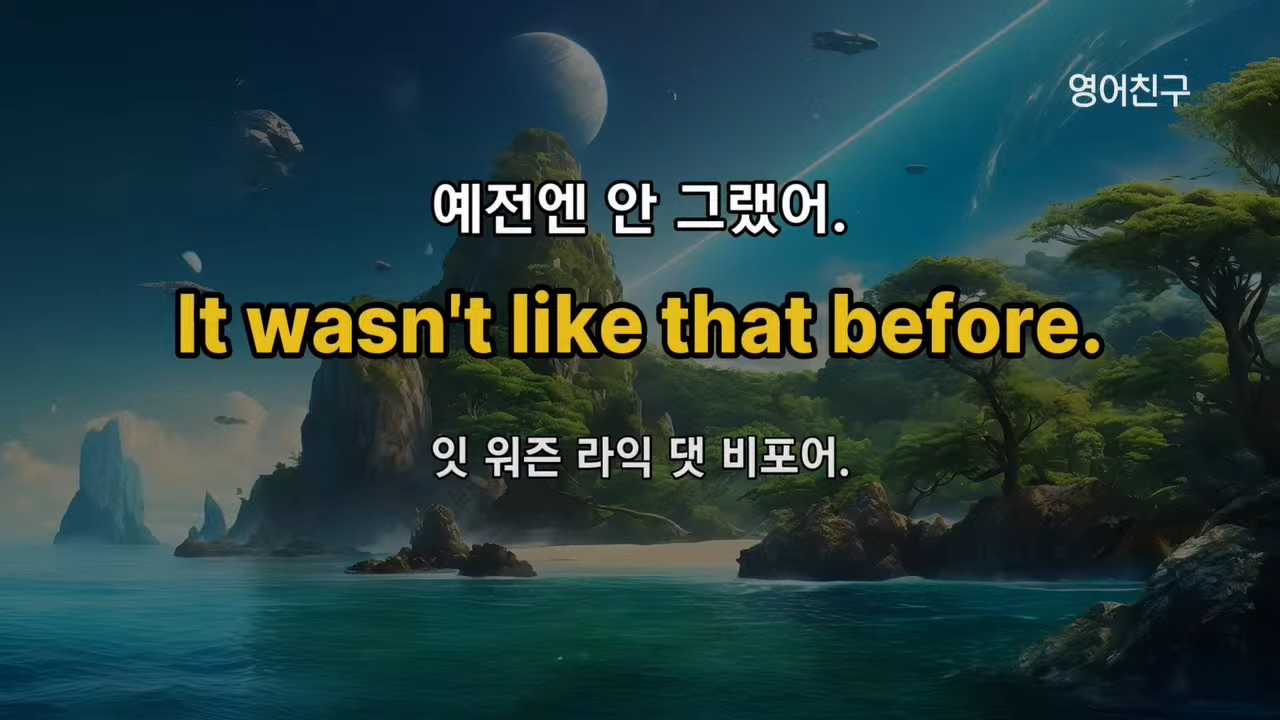 영어친구
예전엔 안 그랬어.
It wasn't like that before.
잇 워즌 라익 댓 비포어.